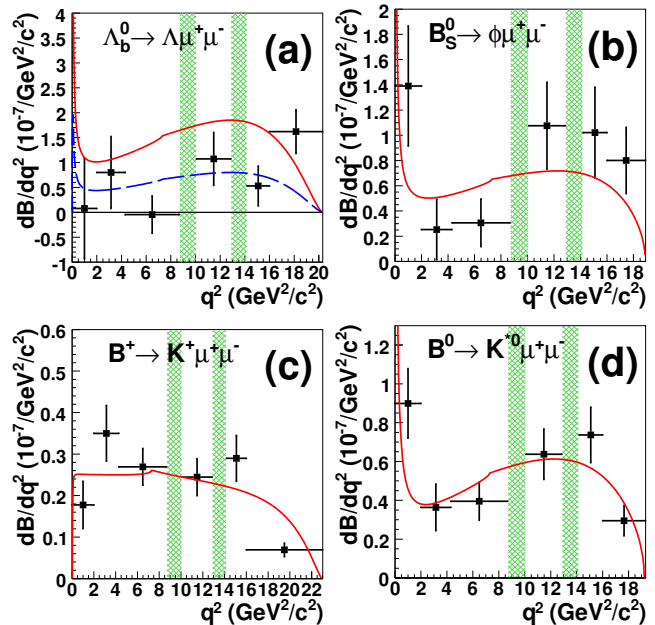 Λ_b^0 → Λμ⁺μ⁻ (a)
dB/dq² (10⁻⁷/GeV²/c²)
4
3.5
3
2.5
2
1.5
1
0.5
0
-0.5
-1
0 2 4 6 8 10 12 14 16 18 20
q² (GeV²/c²)
B_S^0 → φμ⁺μ⁻ (b)
dB/dq² (10⁻⁷/GeV²/c²)
2
1.8
1.6
1.4
1.2
1
0.8
0.6
0.4
0.2
0
0 2 4 6 8 10 12 14 16 18
q² (GeV²/c²)
B⁺ → K⁺μ⁺μ⁻ (c)
dB/dq² (10⁻⁷/GeV²/c²)
0.6
0.5
0.4
0.3
0.2
0.1
0
0 2 4 6 8 10 12 14 16 18 20 22
q² (GeV²/c²)
B⁰ → K*⁰μ⁺μ⁻ (d)
dB/dq² (10⁻⁷/GeV²/c²)
1.2
1
0.8
0.6
0.4
0.2
0
0 2 4 6 8 10 12 14 16 18
q² (GeV²/c²)